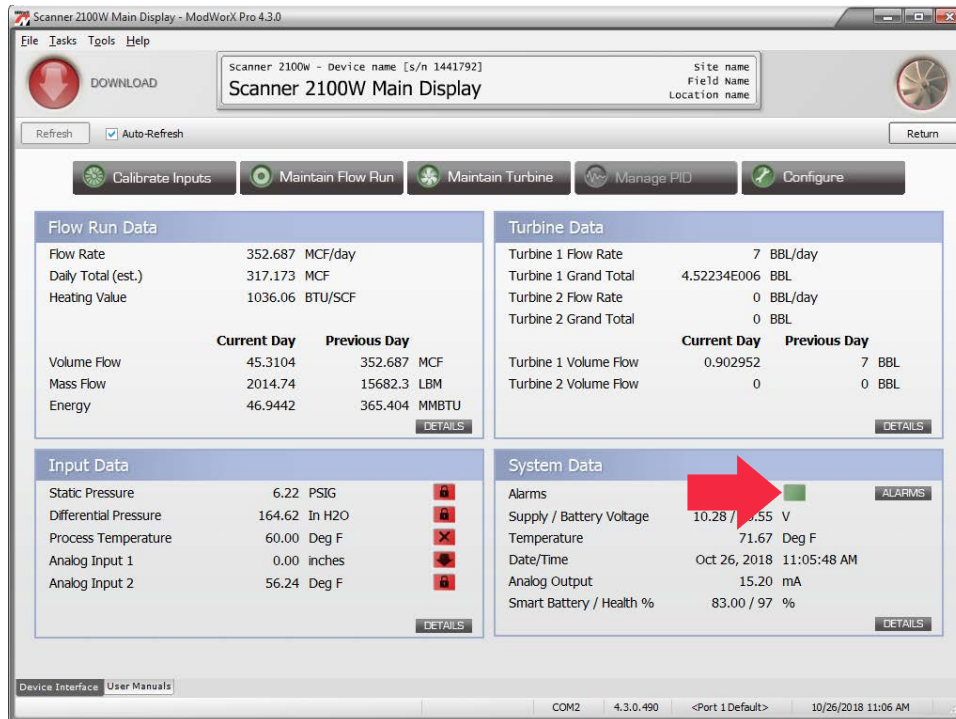 Scanner 2100W Main Display - ModWorX Pro 4.3.0
File Tasks Tools Help
DOWNLOAD
Scanner 2100W - Device name [s/n 1441792]
Scanner 2100W Main Display
Site name
Field Name
Location name
Refresh Auto-Refresh Return
Calibrate Inputs Maintain Flow Run Maintain Turbine Manage PID Configure
Flow Run Data
Flow Rate 352.687 MCF/day
Daily Total (est.) 317.173 MCF
Heating Value 1036.06 BTU/SCF
Current Day Previous Day
Volume Flow 45.3104 352.687 MCF
Mass Flow 2014.74 15682.3 LBM
Energy 46.9442 365.404 MMBTU
DETAILS
Turbine Data
Turbine 1 Flow Rate 7 BBL/day
Turbine 1 Grand Total 4.52234E006 BBL
Turbine 2 Flow Rate 0 BBL/day
Turbine 2 Grand Total 0 BBL
Current Day Previous Day
Turbine 1 Volume Flow 0.902952 7 BBL
Turbine 2 Volume Flow 0 0 BBL
DETAILS
Input Data
Static Pressure 6.22 PSIG
Differential Pressure 164.62 In H2O
Process Temperature 60.00 Deg F
Analog Input 1 0.00 inches
Analog Input 2 56.24 Deg F
DETAILS
System Data
Alarms ALARMS
Supply / Battery Voltage 10.28 / .55 V
Temperature 71.67 Deg F
Date/Time Oct 26, 2018 11:05:48 AM
Analog Output 15.20 mA
Smart Battery / Health % 83.00 / 97 %
DETAILS
Device Interface User Manuals
COM2 4.3.0.490 <Port 1 Default> 10/26/2018 11:06 AM